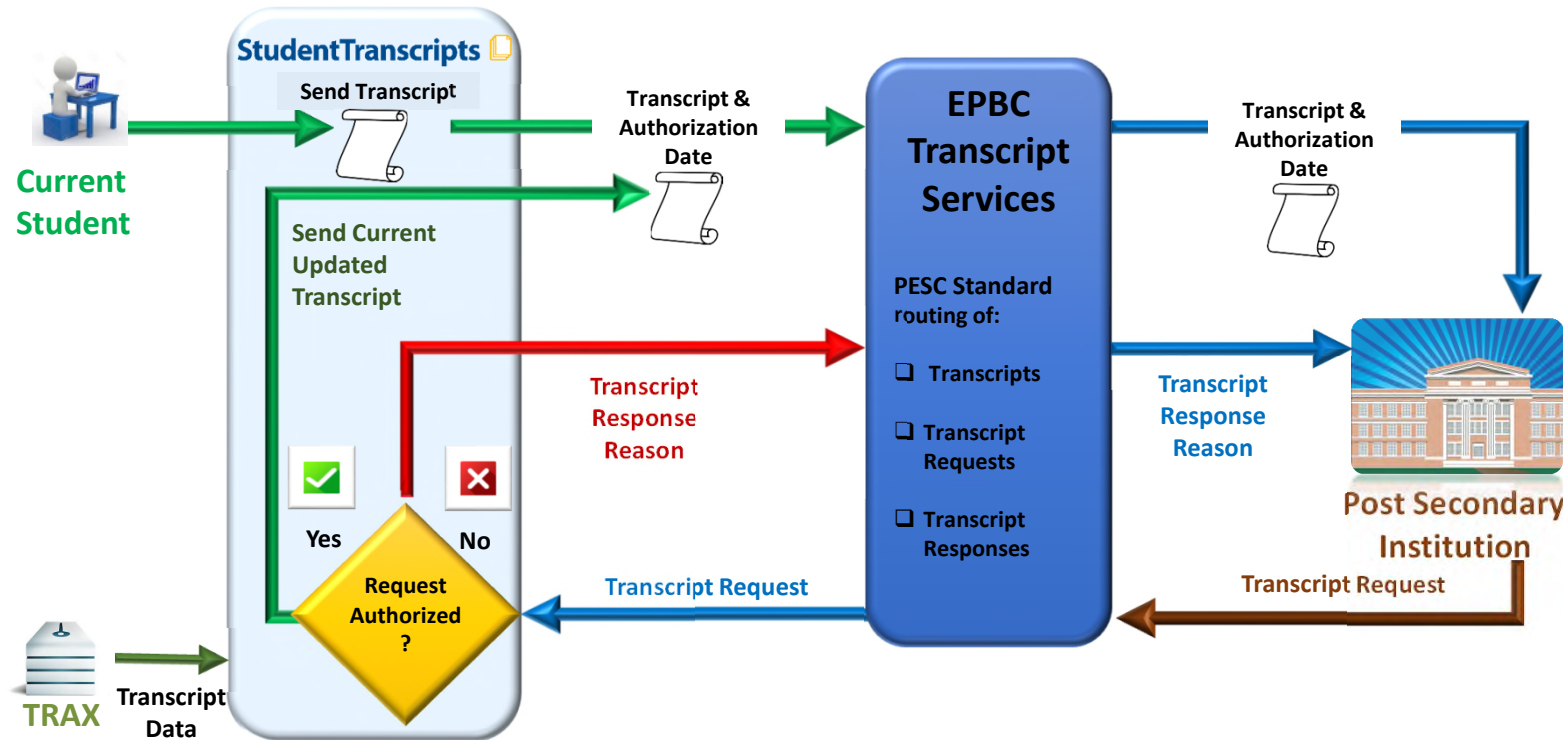 StudentTranscripts
Send Transcript
Current
Student
Transcript &
Authorization
Date
Send Current
Updated
Transcript
Transcript
Response
Reason
Yes
No
Request
Authorized
?
Transcript Request
TRAX
Transcript
Data
EPBC
Transcript
Services
PESC Standard
routing of:
❑ Transcripts
❑ Transcript
Requests
❑ Transcript
Responses
Transcript &
Authorization
Date
Transcript
Response
Reason
Post Secondary
Institution
Transcript Request